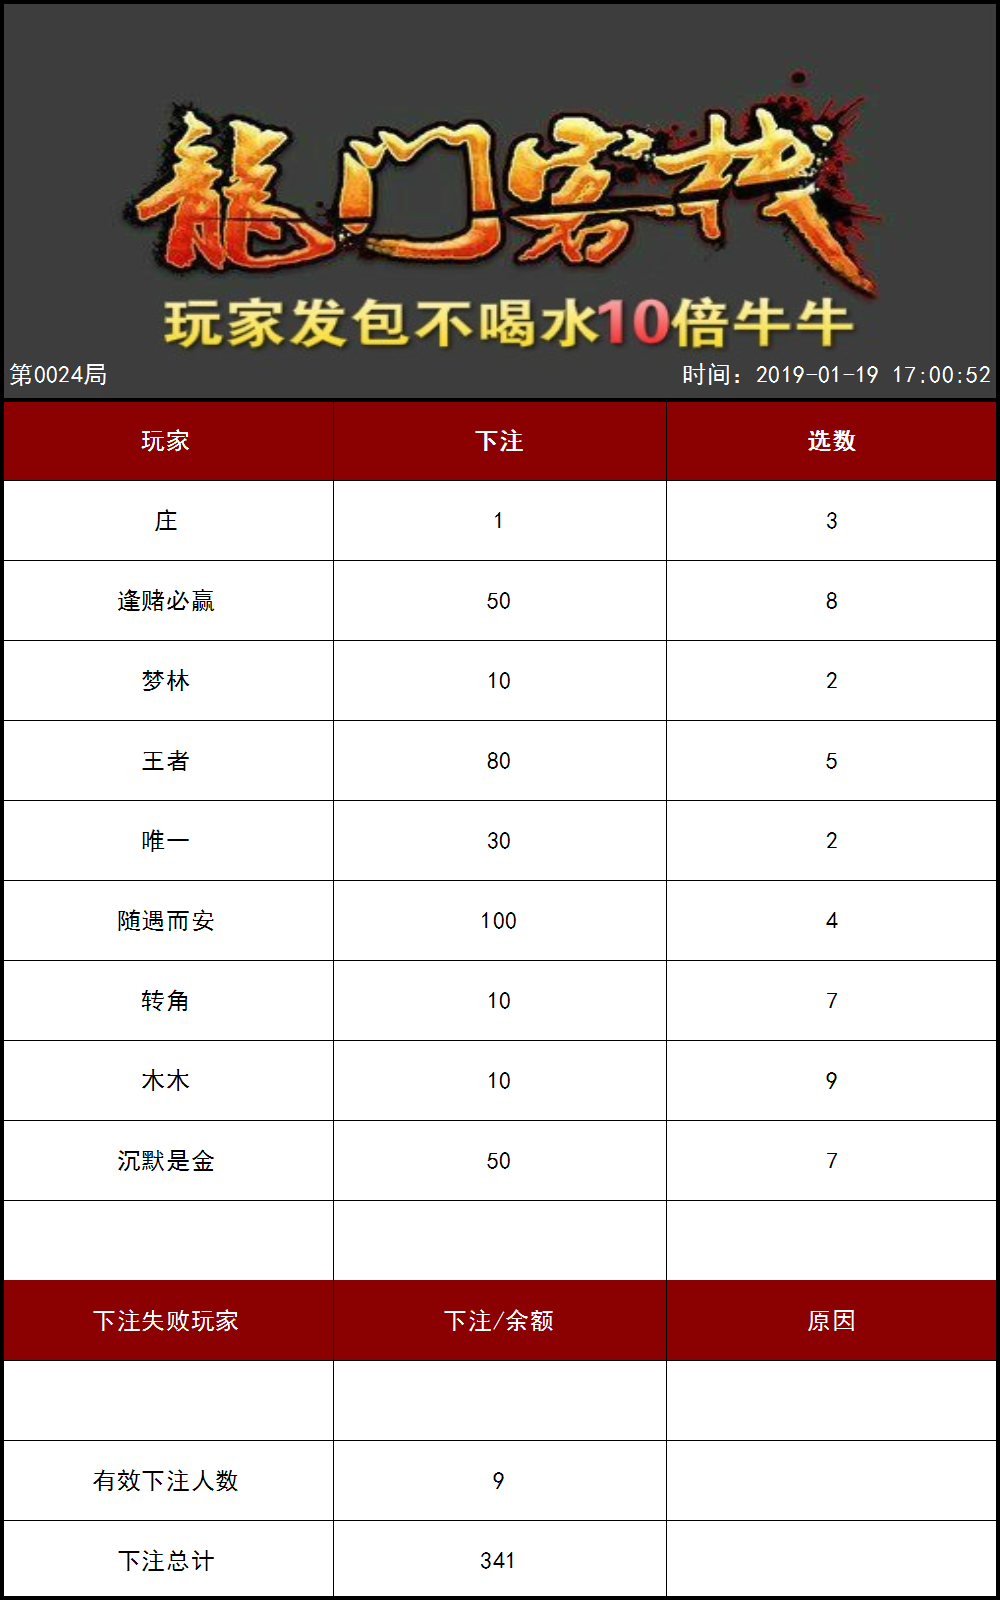 龍门客栈
玩家发包不喝水10倍牛牛
第0024局 时间：2019-01-19 17:00:52
玩家 下注 选数
庄 1 3
逢赌必赢 50 8
梦林 10 2
王者 80 5
唯一 30 2
随遇而安 100 4
转角 10 7
木木 10 9
沉默是金 50 7
下注失败玩家 下注/余额 原因
有效下注人数 9
下注总计 341